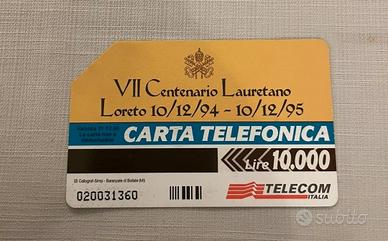 VII Centenario Lauretano
Loreto 10/12/94 - 10/12/95
CARTA TELEFONICA
Lire 10.000
020031360
TELECOM
ITALIA
subito